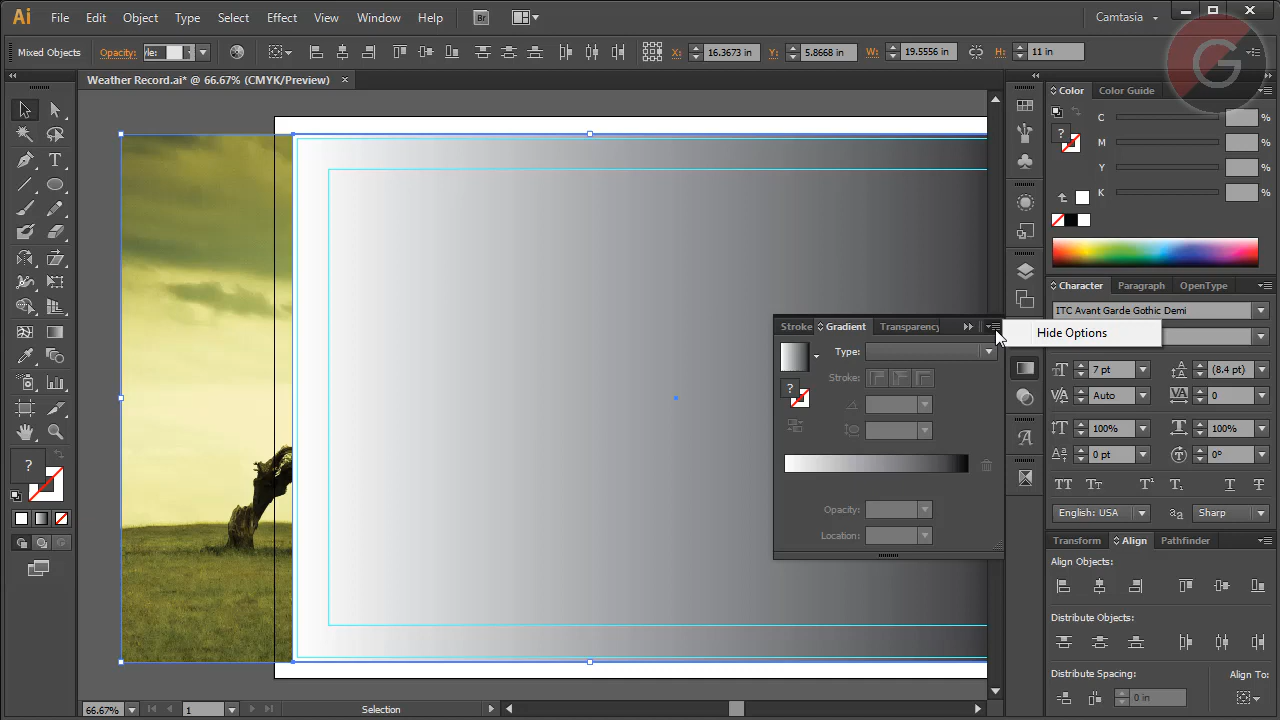 Ai File Edit Object Type Select Effect View Window Help Br Camtasia
Mixed Objects Opacity: X: 16.3673 in Y: 5.8668 in W: 19.5556 in H: 11 in
Weather Record.ai* @ 66.67% (CMYK/Preview)
Color Color Guide
C %
M %
Y %
K %
Character Paragraph OpenType
ITC Avant Garde Gothic Demi
Stroke Gradient Transparency
Hide Options
Type:
Stroke:
Opacity:
Location:
7 pt (8.4 pt)
Auto 0
100% 100%
0 pt 0°
English: USA Sharp
Transform Align Pathfinder
Align Objects:
Distribute Objects:
Distribute Spacing: Align To:
0 in
66.67% 1 Selection